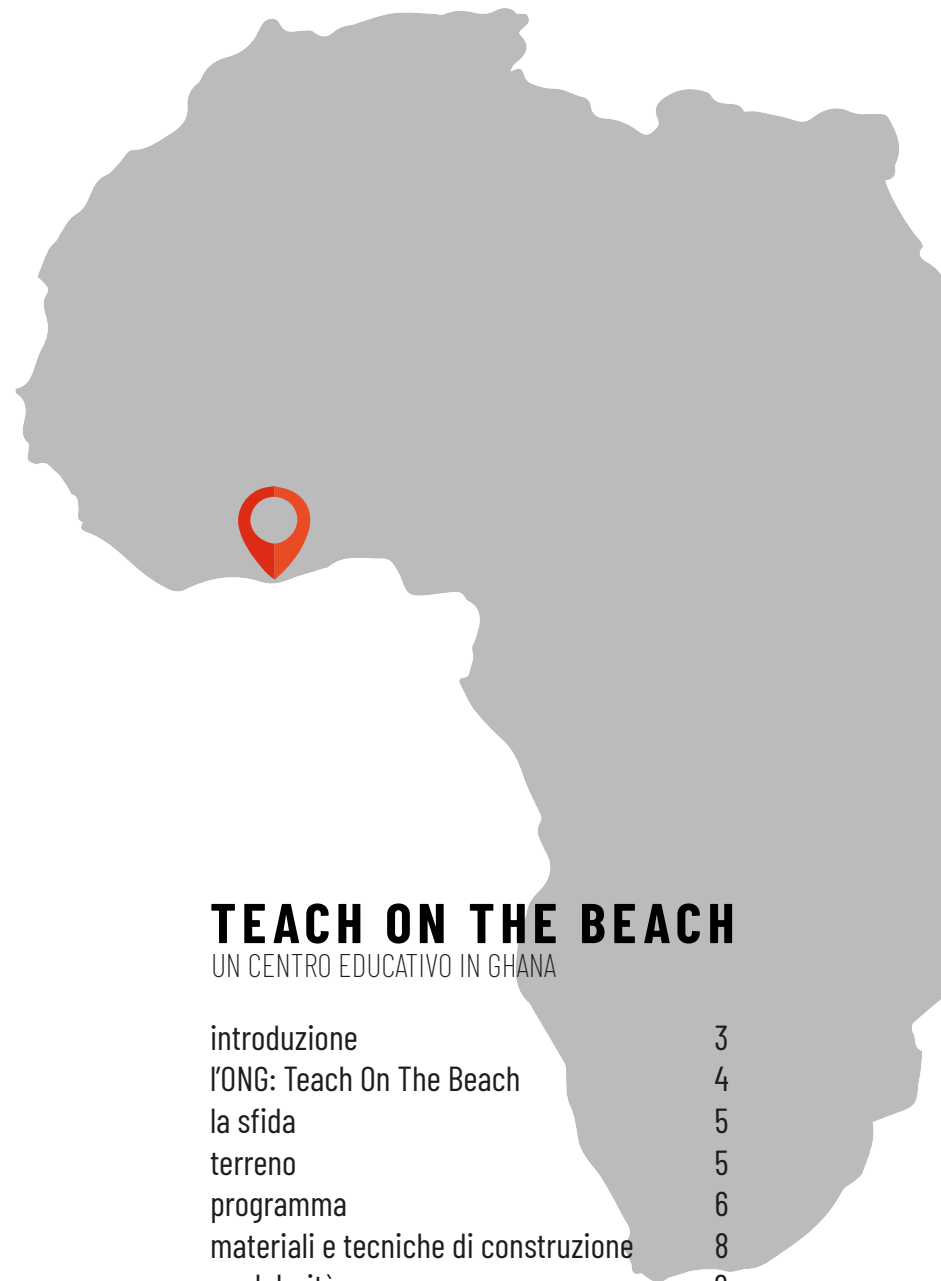 TEACH ON THE BEACH
UN CENTRO EDUCATIVO IN GHANA
introduzione 3
l'ONG: Teach On The Beach 4
la sfida 5
terreno 5
programma 6
materiali e tecniche di construzione 8